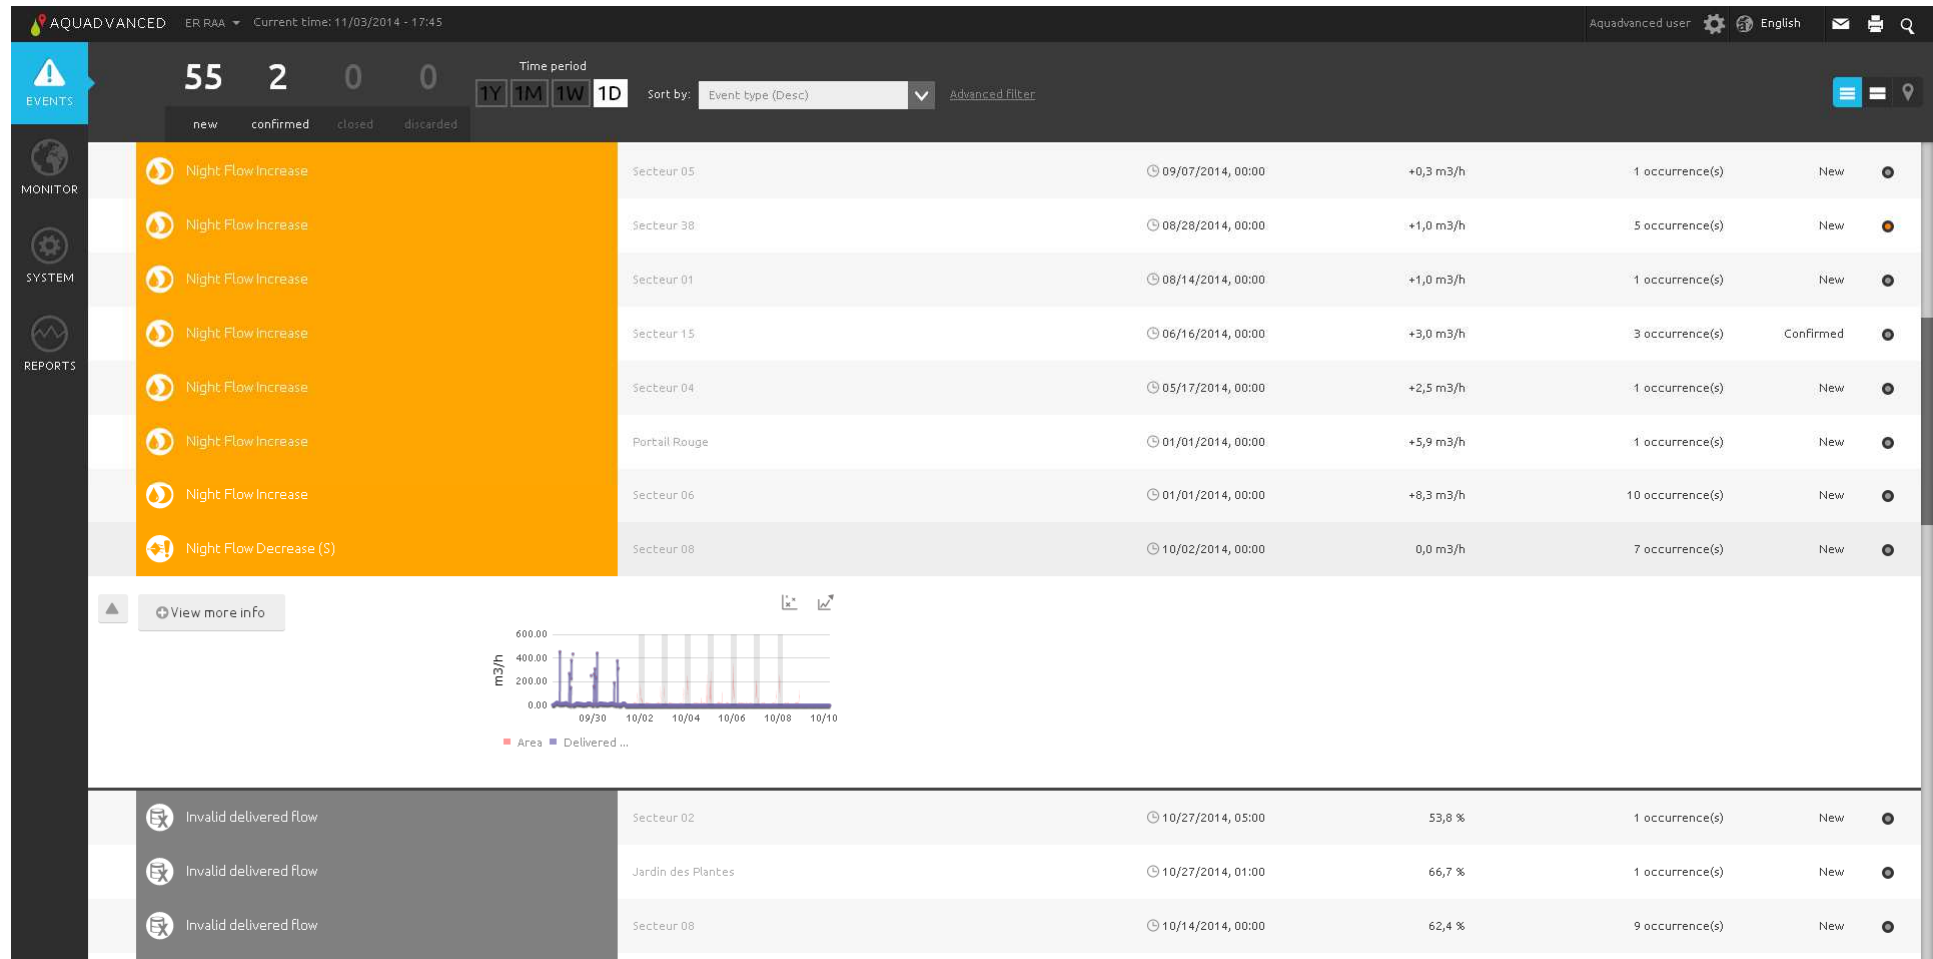 AQUADVANCED ER RAA Current time: 11/03/2014 - 17:45 Aquadvanced user English
EVENTS
MONITOR
SYSTEM
REPORTS
55 2 0 0
new confirmed closed discarded
Time period
1Y 1M 1W 1D
Sort by: Event type (Desc) Advanced filter
Night Flow Increase Secteur 05 09/07/2014, 00:00 +0,3 m3/h 1 occurrence(s) New
Night Flow Increase Secteur 38 08/28/2014, 00:00 +1,0 m3/h 5 occurrence(s) New
Night Flow Increase Secteur 01 08/14/2014, 00:00 +1,0 m3/h 1 occurrence(s) New
Night Flow Increase Secteur 15 06/16/2014, 00:00 +3,0 m3/h 3 occurrence(s) Confirmed
Night Flow Increase Secteur 04 05/17/2014, 00:00 +2,5 m3/h 1 occurrence(s) New
Night Flow Increase Portail Rouge 01/01/2014, 00:00 +5,9 m3/h 1 occurrence(s) New
Night Flow Increase Secteur 06 01/01/2014, 00:00 +8,3 m3/h 10 occurrence(s) New
Night Flow Decrease (S) Secteur 08 10/02/2014, 00:00 0,0 m3/h 7 occurrence(s) New
View more info
m3/h
600.00
400.00
200.00
0.00
09/30 10/02 10/04 10/06 10/08 10/10
Area Delivered ...
Invalid delivered flow Secteur 02 10/27/2014, 05:00 53,8 % 1 occurrence(s) New
Invalid delivered flow Jardin des Plantes 10/27/2014, 01:00 66,7 % 1 occurrence(s) New
Invalid delivered flow Secteur 08 10/14/2014, 00:00 62,4 % 9 occurrence(s) New